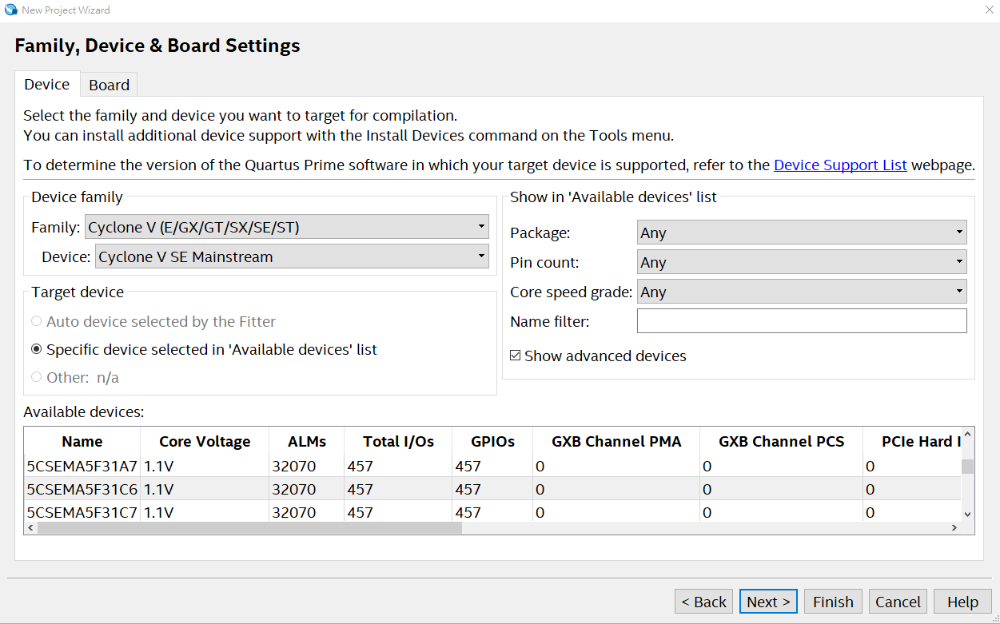 New Project Wizard
Family, Device & Board Settings
Device Board
Select the family and device you want to target for compilation.
You can install additional device support with the Install Devices command on the Tools menu.
To determine the version of the Quartus Prime software in which your target device is supported, refer to the Device Support List webpage.
Device family
Family: Cyclone V (E/GX/GT/SX/SE/ST)
Device: Cyclone V SE Mainstream
Target device
Auto device selected by the Fitter
Specific device selected in 'Available devices' list
Other: n/a
Show in 'Available devices' list
Package: Any
Pin count: Any
Core speed grade: Any
Name filter:
Show advanced devices
Available devices:
Name Core Voltage ALMs Total I/Os GPIOs GXB Channel PMA GXB Channel PCS PCIe Hard I
5CSEMA5F31A7 1.1V 32070 457 457 0 0 0
5CSEMA5F31C6 1.1V 32070 457 457 0 0 0
5CSEMA5F31C7 1.1V 32070 457 457 0 0 0
< Back Next > Finish Cancel Help